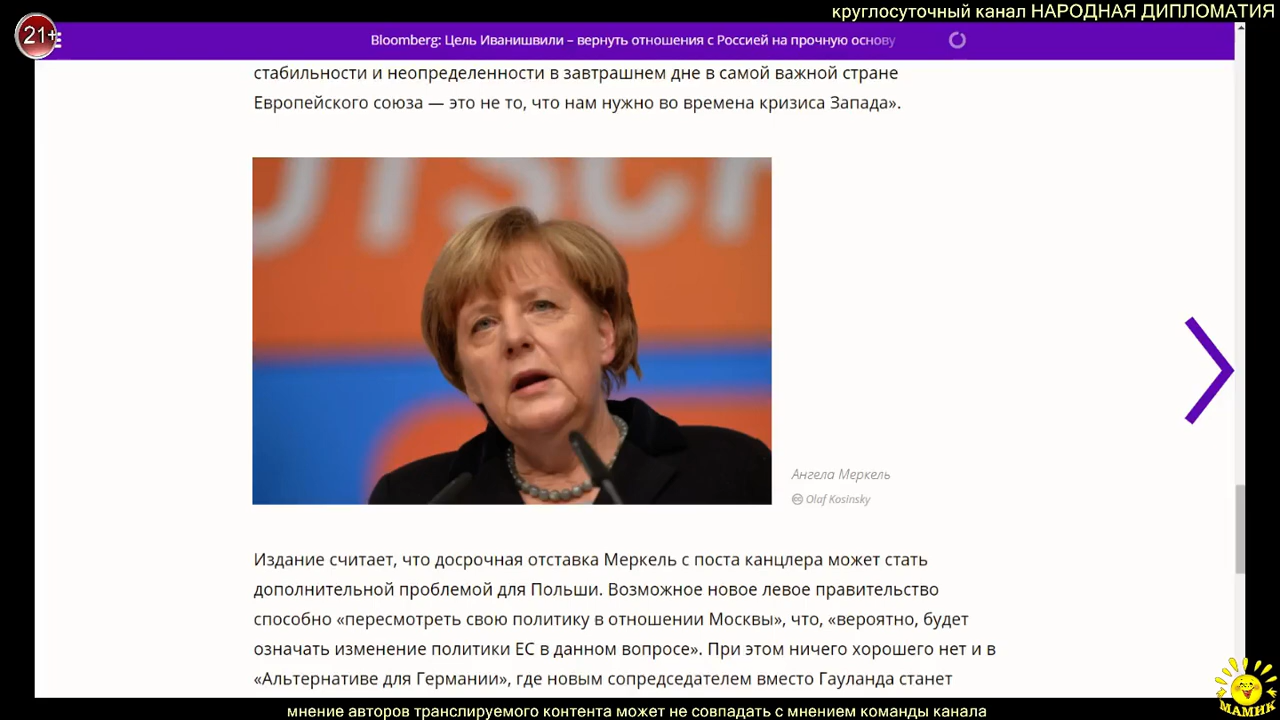 круглосуточный канал НАРОДНАЯ ДИПЛОМАТИЯ
21+
Bloomberg: Цель Иванишвили – вернуть отношения с Россией на прочную основу
стабильности и неопределенности в завтрашнем дне в самой важной стране
Европейского союза — это не то, что нам нужно во времена кризиса Запада».
UTSCH
Ангела Меркель
cc Olaf Kosinsky
Издание считает, что досрочная отставка Меркель с поста канцлера может стать
дополнительной проблемой для Польши. Возможное новое левое правительство
способно «пересмотреть свою политику в отношении Москвы», что, «вероятно, будет
означать изменение политики ЕС в данном вопросе». При этом ничего хорошего нет и в
«Альтернативе для Германии», где новым сопредседателем вместо Гауланда станет
МАМИК
мнение авторов транслируемого контента может не совпадать с мнением команды канала